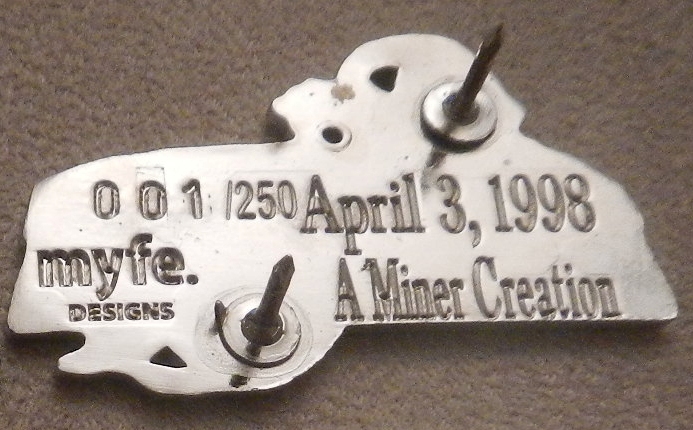 001/250
myfe.
DESIGNS
April 3, 1998
A Miner Creation